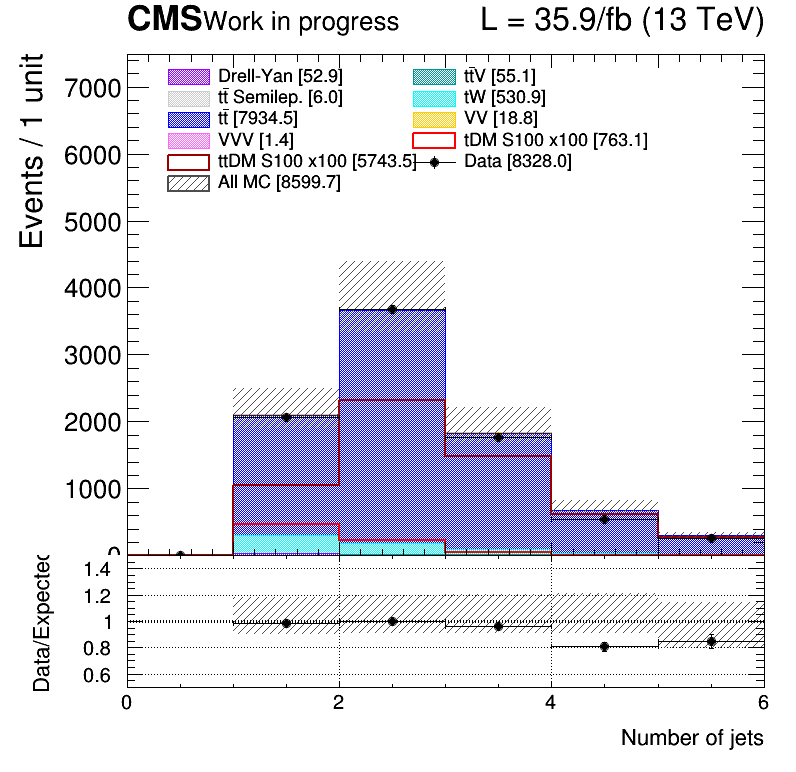 CMS Work in progress L = 35.9/fb (13 TeV)
Events / 1 unit
7000
6000
5000
4000
3000
2000
1000
0
Drell-Yan [52.9]
tt̄ Semilep. [6.0]
tt̄ [7934.5]
VVV [1.4]
ttDM S100 x100 [5743.5]
All MC [8599.7]
tt̄V [55.1]
tW [530.9]
VV [18.8]
tDM S100 x100 [763.1]
Data [8328.0]
Data/Expected
1.4
1.2
1
0.8
0.6
0 2 4 6
Number of jets